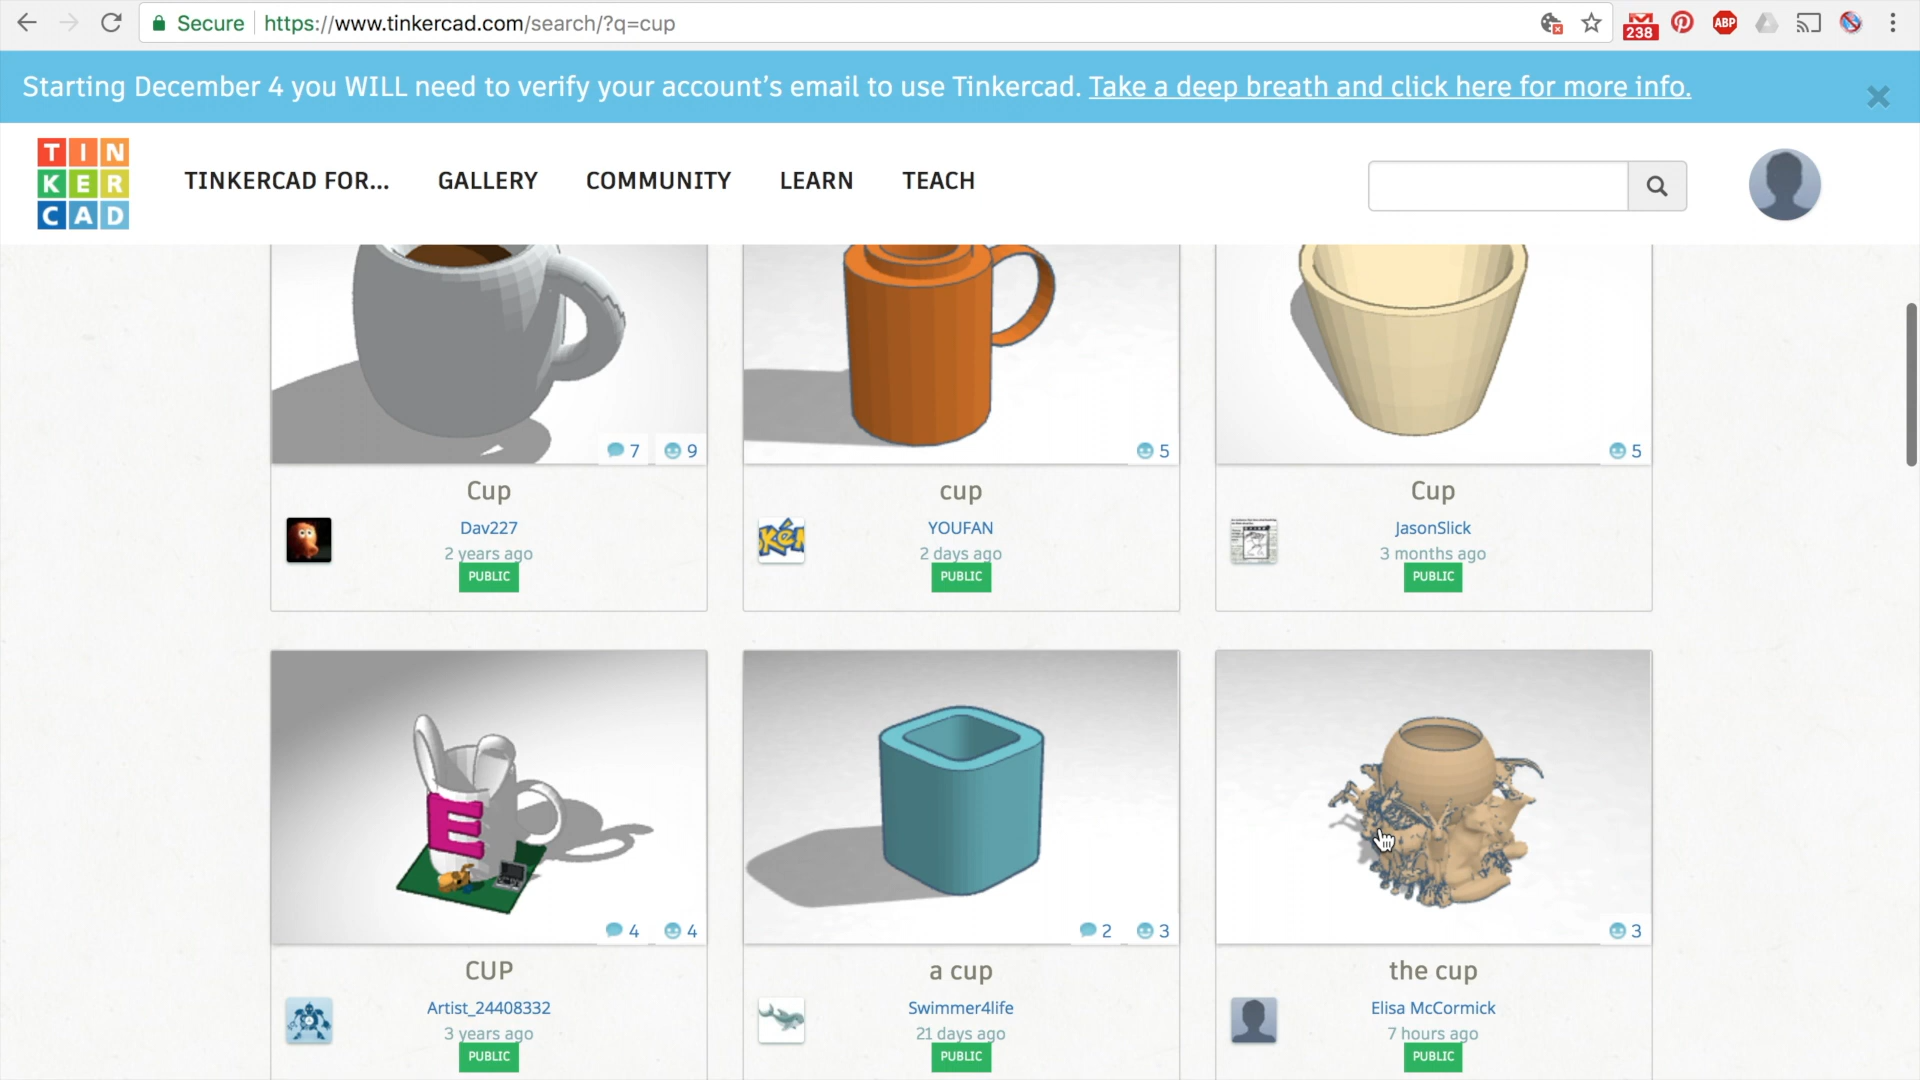 Secure https://www.tinkercad.com/search/?q=cup
238
ABP
Starting December 4 you WILL need to verify your account’s email to use Tinkercad. Take a deep breath and click here for more info.
TIN
KER
CAD
TINKERCAD FOR...
GALLERY
COMMUNITY
LEARN
TEACH
7 9
5
5
Cup
Dav227
2 years ago
PUBLIC
cup
YOUFAN
2 days ago
PUBLIC
Cup
JasonSlick
3 months ago
PUBLIC
E
4 4
2 3
3
CUP
Artist_24408332
3 years ago
PUBLIC
a cup
Swimmer4life
21 days ago
PUBLIC
the cup
Elisa McCormick
7 hours ago
PUBLIC